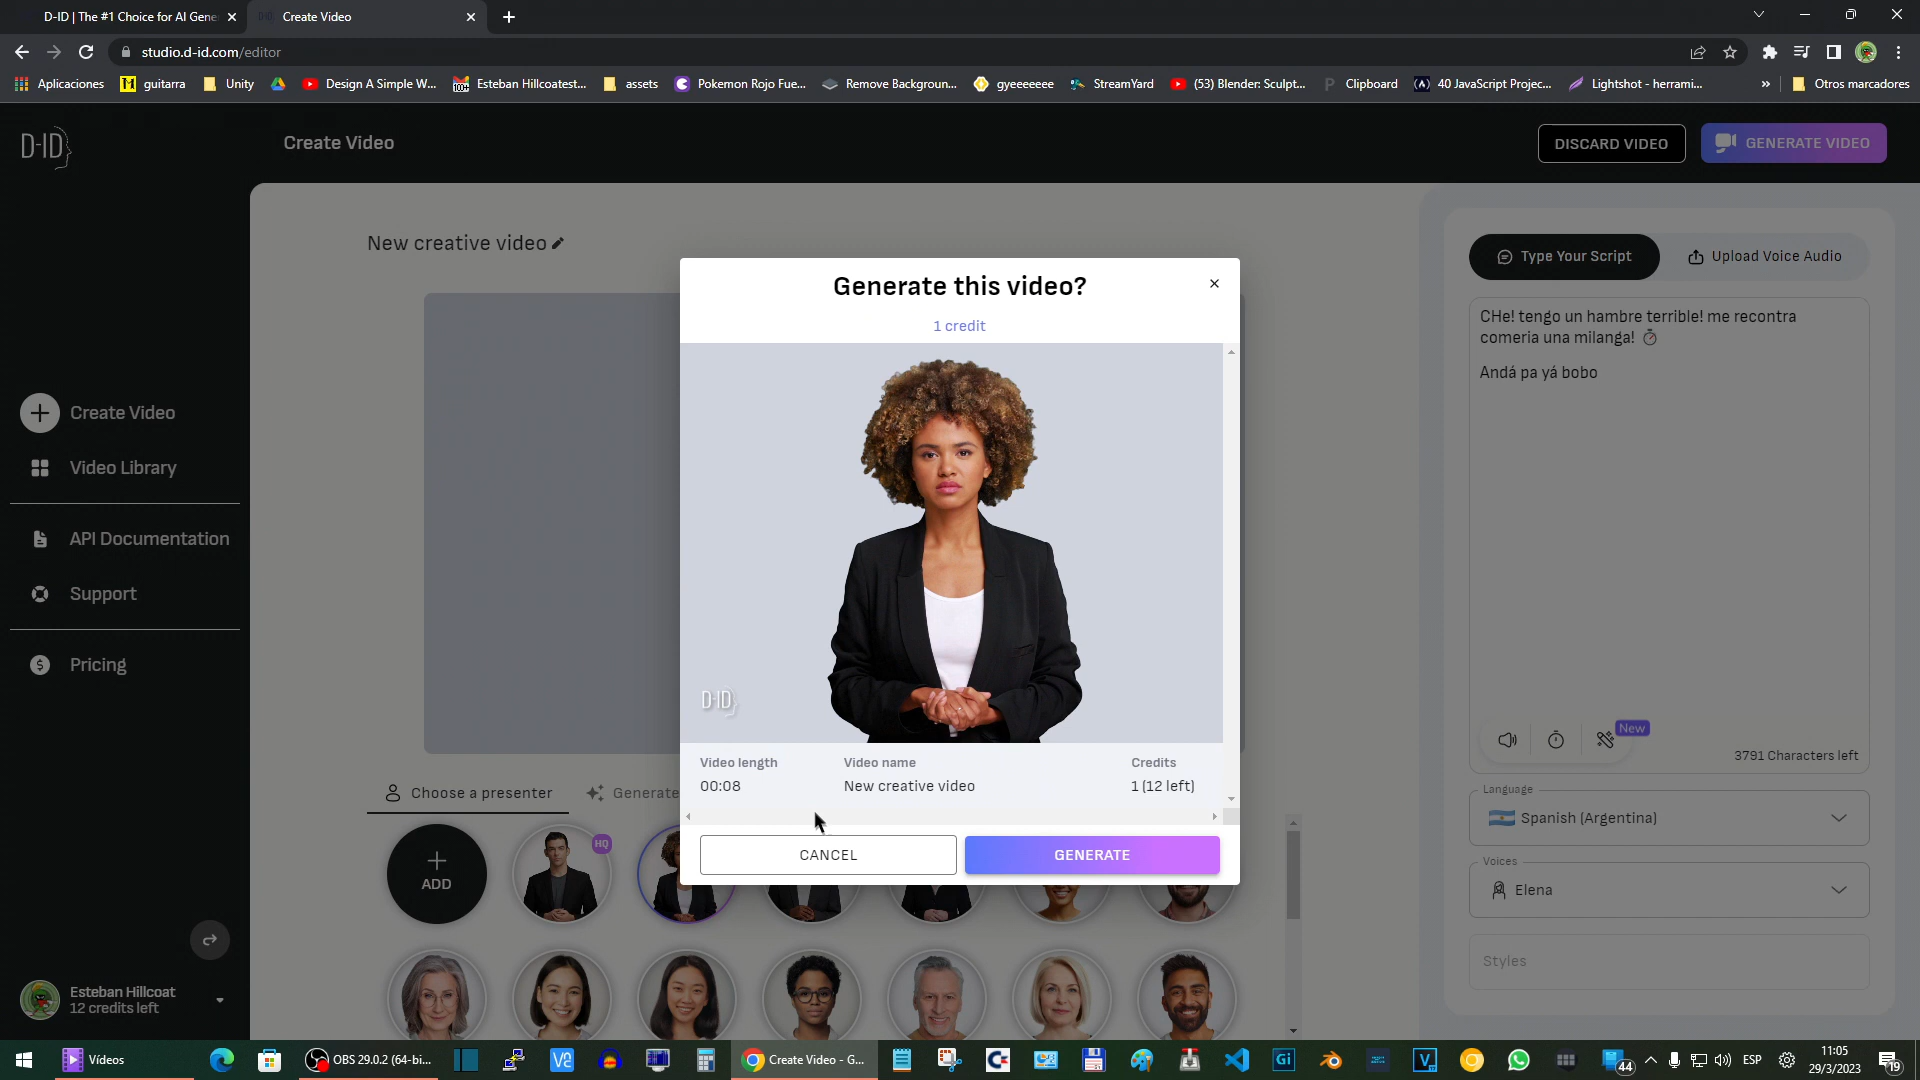 D-ID | The #1 Choice for AI Gene
Create Video
studio.d-id.com/editor
Aplicaciones
guitarra
Unity
Design A Simple W...
Esteban Hillcoatest...
assets
Pokemon Rojo Fue...
Remove Backgroun...
gyeeeeeee
StreamYard
(53) Blender: Sculpt...
Clipboard
40 JavaScript Projec...
Lightshot - herrami...
»
Otros marcadores
D-ID
Create Video
DISCARD VIDEO
GENERATE VIDEO
New creative video
Type Your Script
Upload Voice Audio
CHe! tengo un hambre terrible! me recontra
comeria una milanga!
Andá pa yá bobo
Generate this video?
1 credit
D-ID
Video length
Video name
Credits
00:08
New creative video
1 (12 left)
CANCEL
GENERATE
Create Video
Video Library
API Documentation
Support
Pricing
Choose a presenter
Generate
ADD
HQ
New
3791 Characters left
Language
Spanish (Argentina)
Voices
Elena
Styles
Esteban Hillcoat
12 credits left
Vídeos
OBS 29.0.2 (64-bi...
Create Video - G...
Gi
44
ESP
11:05
29/3/2023
19